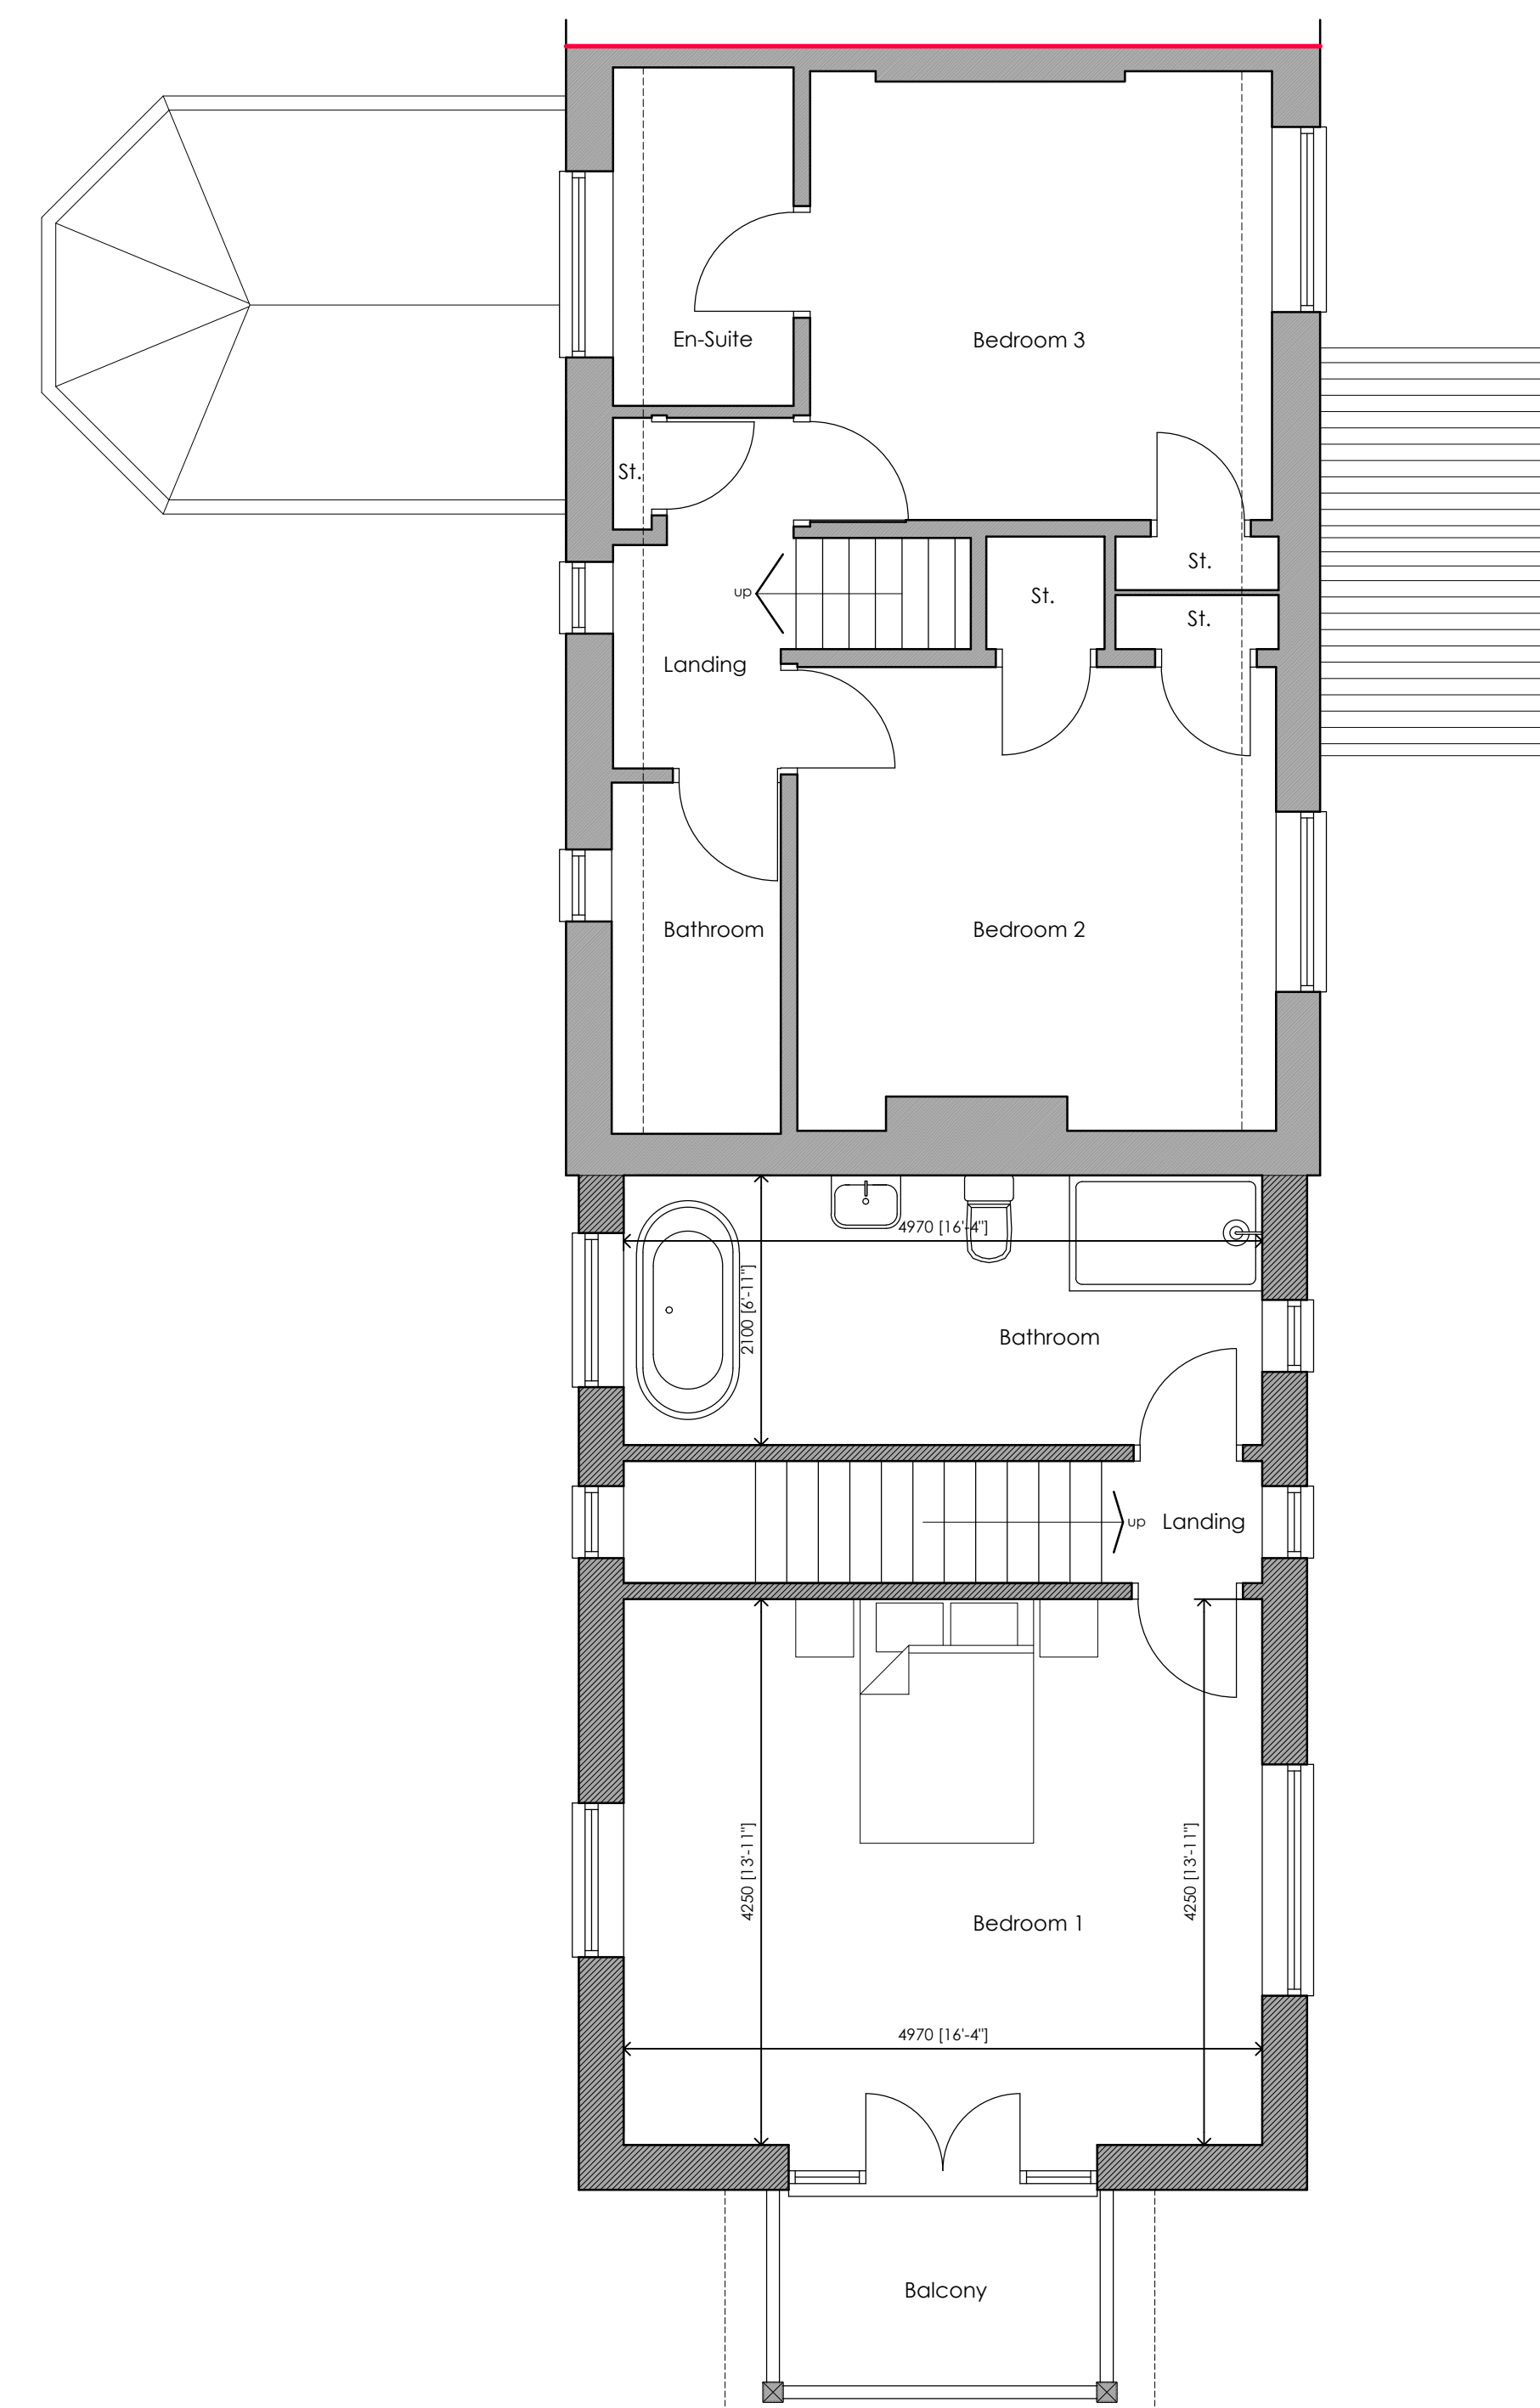 En-Suite
Bedroom 3
St.
St.
up
St.
St.
Landing
Bathroom
Bedroom 2
4970 [16'-4"]
2100 [6'-11"]
Bathroom
up
Landing
4250 [13'-11"]
4250 [13'-11"]
Bedroom 1
4970 [16'-4"]
Balcony